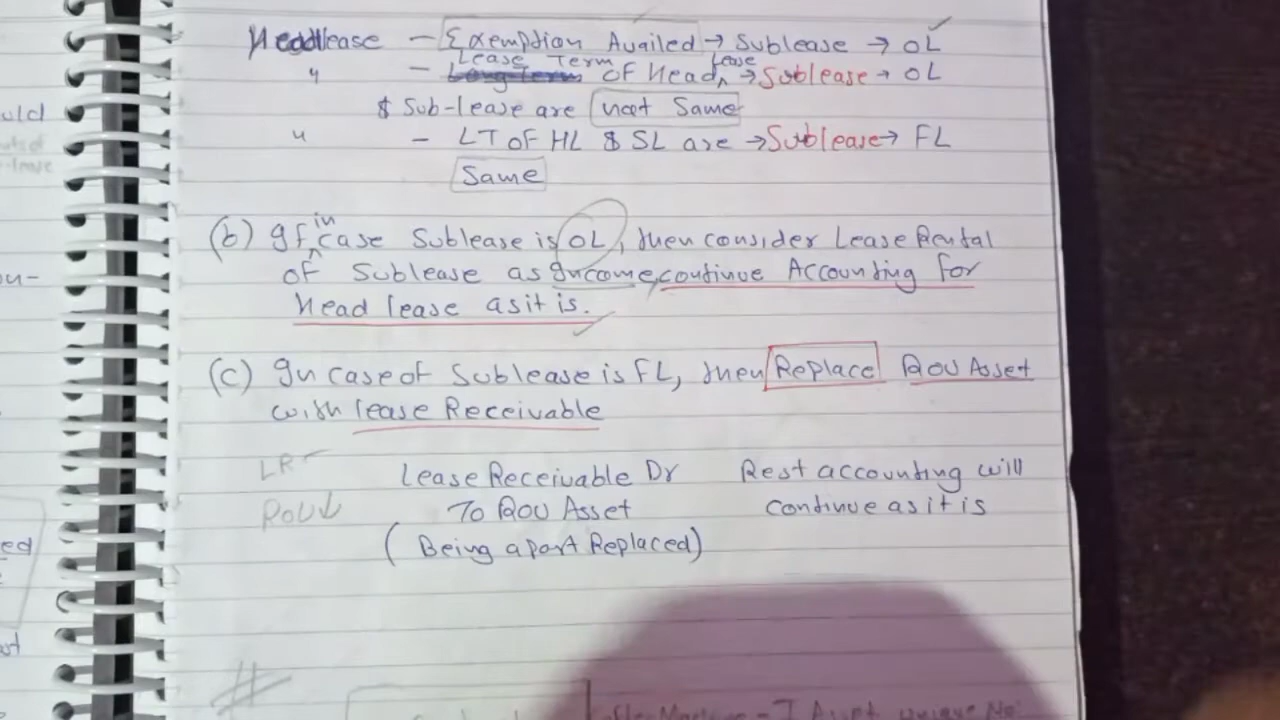 Headlease - Exemption Availed → Sublease → OL
" - Lease Term of Head lease → Sublease → OL
$ Sub-lease are not Same
" - LT OF HL $ SL are → Sublease → FL
Same
(b) If in case Sublease is OL, then consider Lease Rental
of Sublease as Income, continue Accounting for
Head lease as it is.
(c) In case of Sublease is FL, then Replace ROU Asset
with lease Receivable
LR
Lease Receivable Dr Rest accounting will
ROU↓ To ROU Asset continue as it is
(Being a part Replaced)
#